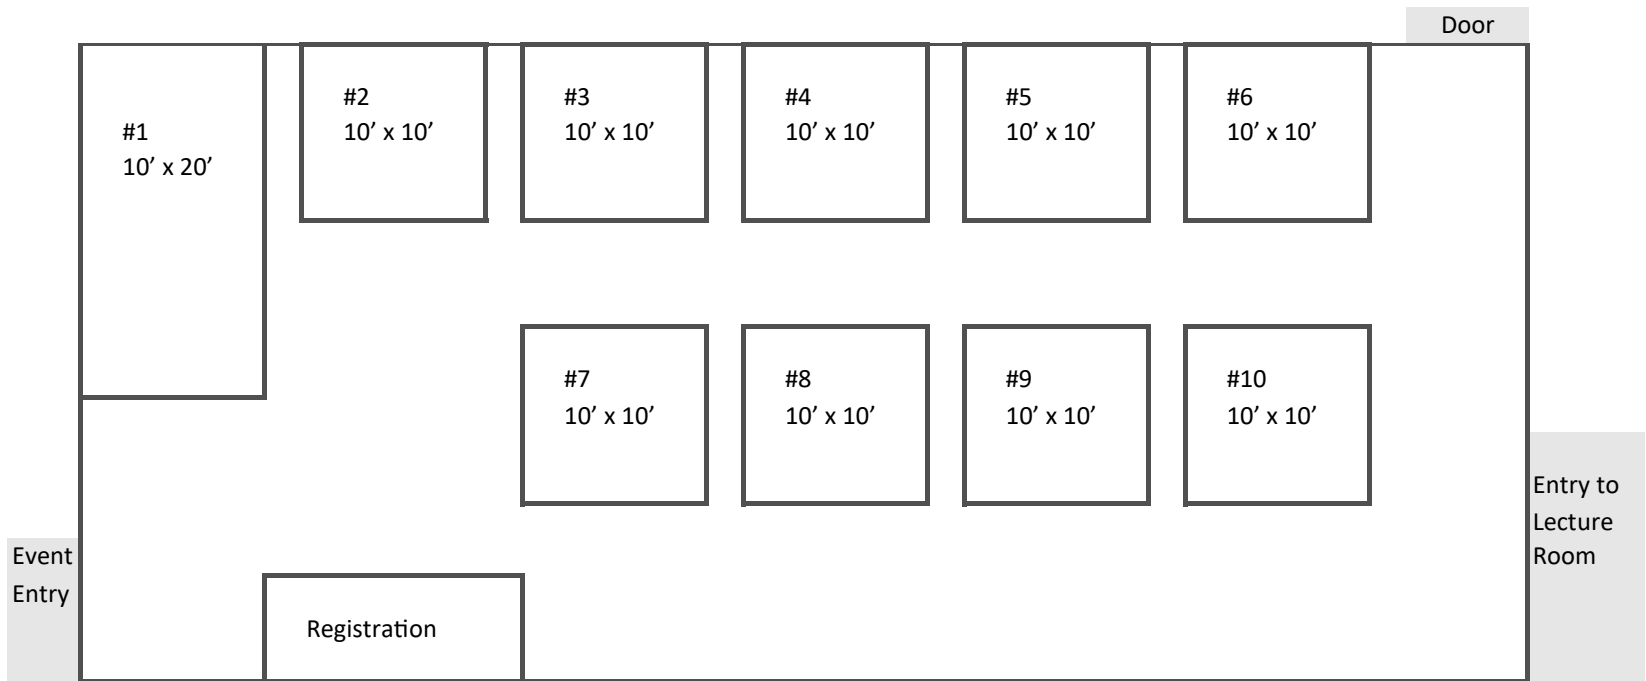 Door
#1
10’ x 20’
#2
10’ x 10’
#3
10’ x 10’
#4
10’ x 10’
#5
10’ x 10’
#6
10’ x 10’
#7
10’ x 10’
#8
10’ x 10’
#9
10’ x 10’
#10
10’ x 10’
Entry to
Lecture
Room
Event
Entry
Registration